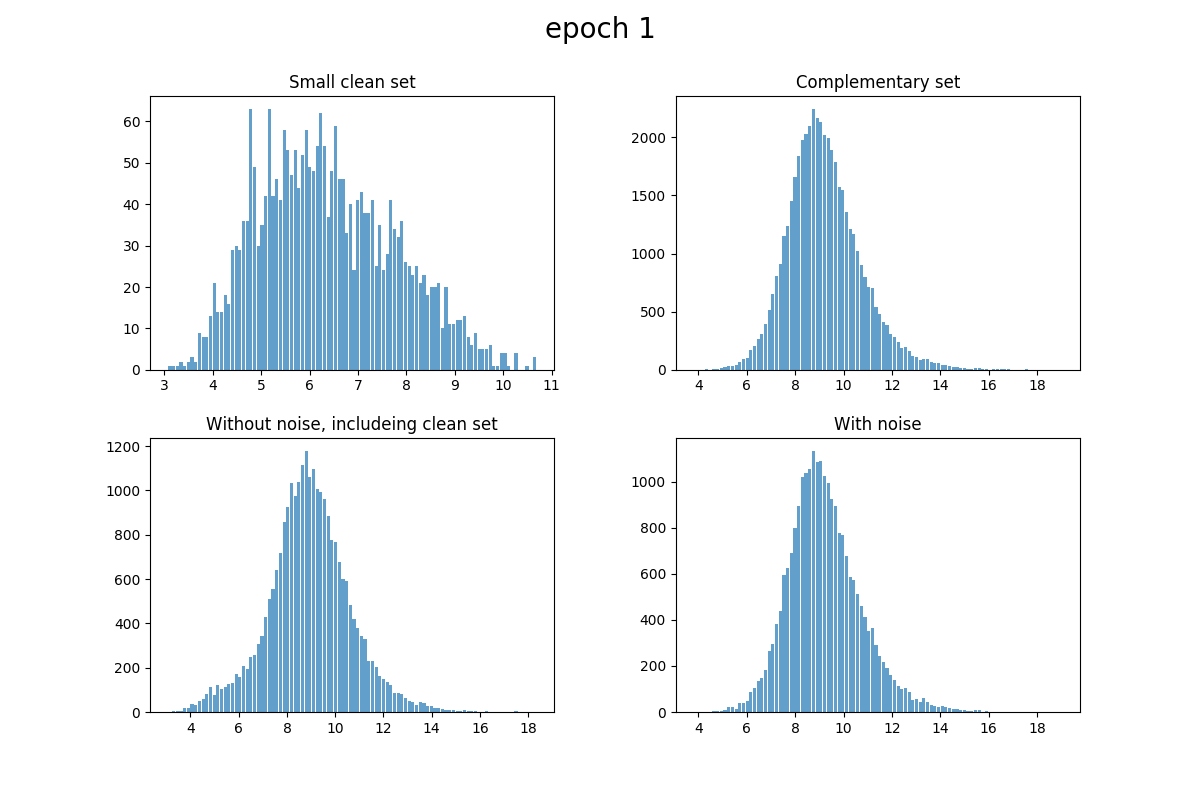 epoch 1
Small clean set
60
50
40
30
20
10
0
3 4 5 6 7 8 9 10 11
Complementary set
2000
1500
1000
500
0
4 6 8 10 12 14 16 18
Without noise, includeing clean set
1200
1000
800
600
400
200
0
4 6 8 10 12 14 16 18
With noise
1000
800
600
400
200
0
4 6 8 10 12 14 16 18